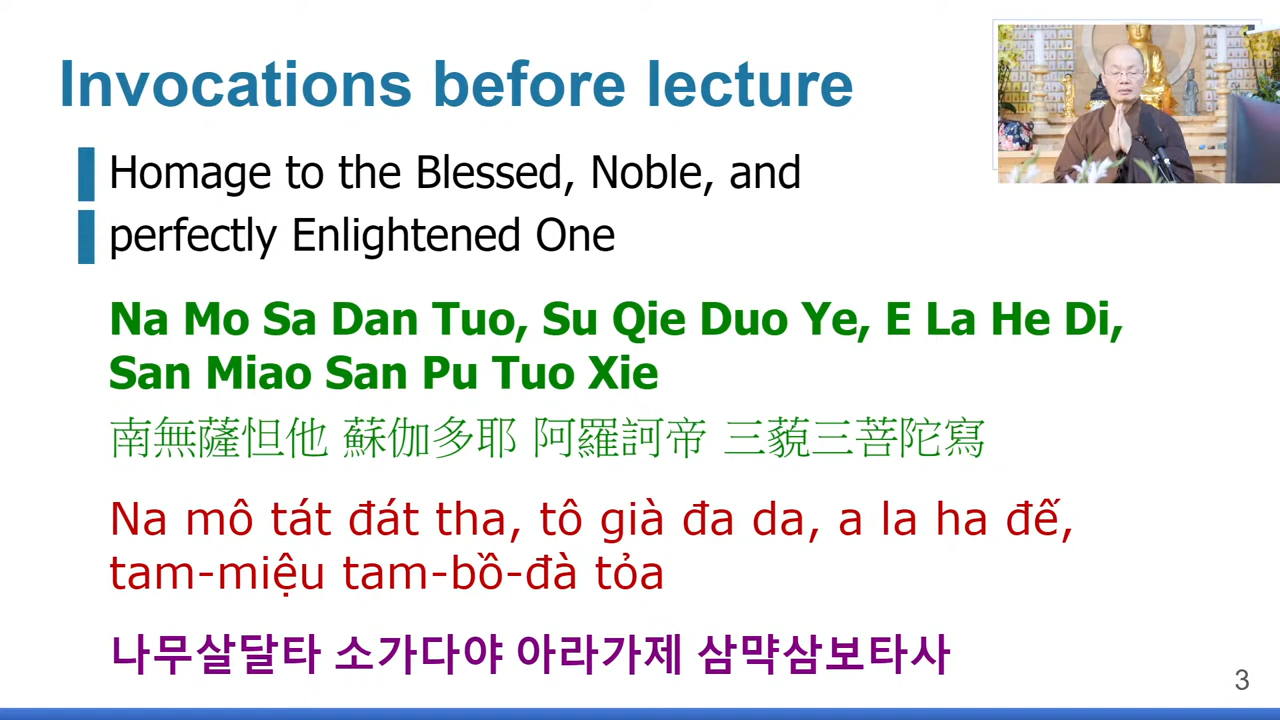 Invocations before lecture
Homage to the Blessed, Noble, and
perfectly Enlightened One
Na Mo Sa Dan Tuo, Su Qie Duo Ye, E La He Di,
San Miao San Pu Tuo Xie
南無薩怛他 蘇伽多耶 阿羅訶帝 三藐三菩陀寫
Na mô tát đát tha, tô già đa da, a la ha đế,
tam-miệu tam-bồ-đà tỏa
나무살달타 소가다야 아라가제 삼먁삼보타사
3